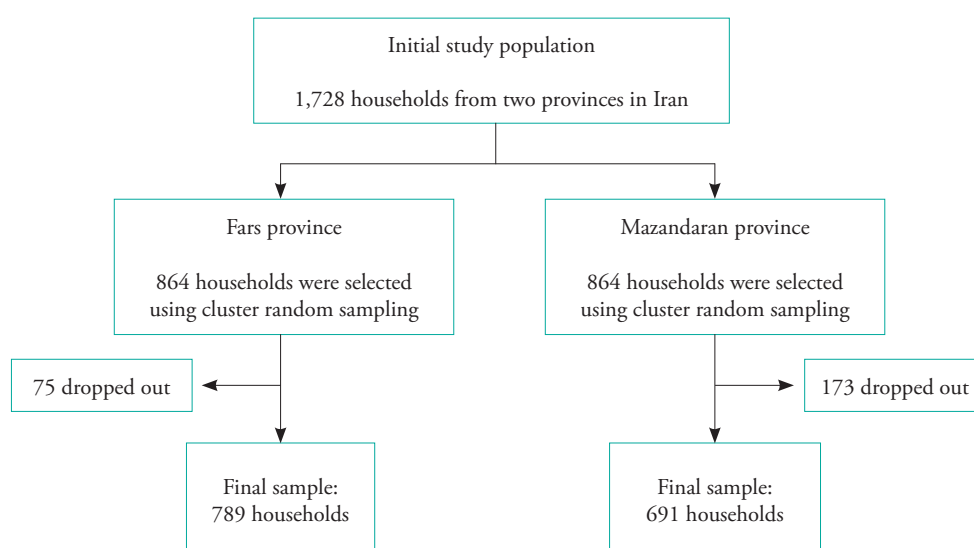 Initial study population
1,728 households from two provinces in Iran
Fars province
864 households were selected
using cluster random sampling
Mazandaran province
864 households were selected
using cluster random sampling
75 dropped out
173 dropped out
Final sample:
789 households
Final sample:
691 households